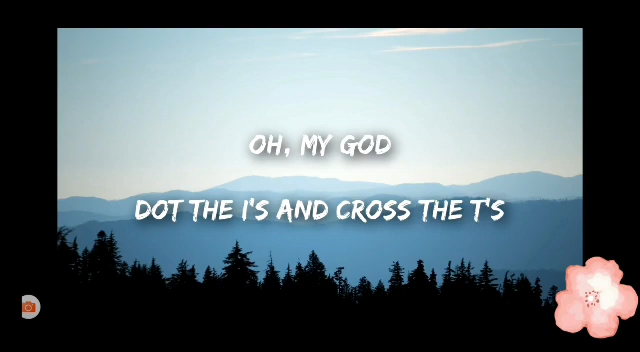 OH, MY GOD
DOT THE I'S AND CROSS THE T'S